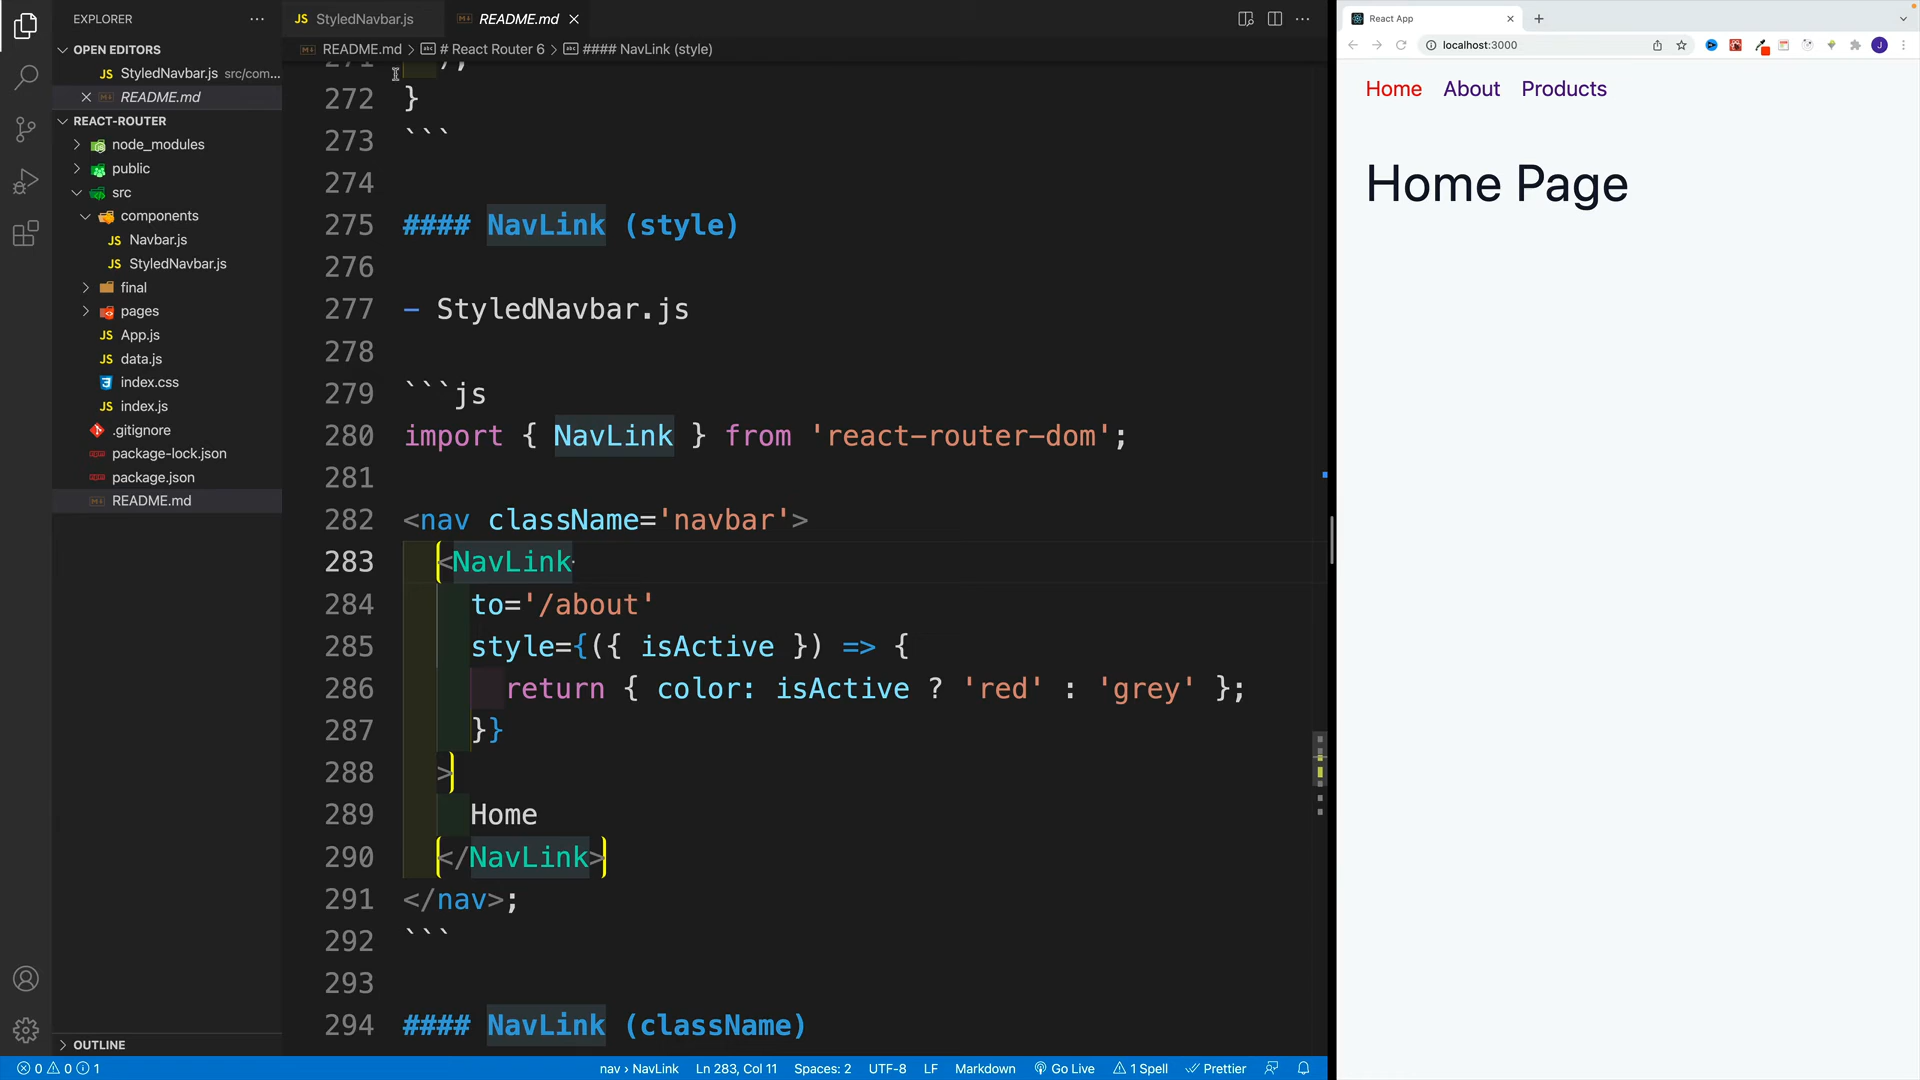 EXPLORER
StyledNavbar.js
README.md
OPEN EDITORS
StyledNavbar.js src/com...
README.md
REACT-ROUTER
node_modules
public
src
components
Navbar.js
StyledNavbar.js
final
pages
App.js
data.js
index.css
index.js
.gitignore
package-lock.json
package.json
README.md
OUTLINE
README.md > # React Router 6 > #### NavLink (style)
272 }
273 ```
274
275 #### NavLink (style)
276
277 - StyledNavbar.js
278
279 ```js
280 import { NavLink } from 'react-router-dom';
281
282 <nav className='navbar'>
283 <NavLink
284 to='/about'
285 style={({ isActive }) => {
286 return { color: isActive ? 'red' : 'grey' };
287 }}
288 >
289 Home
290 </NavLink>
291 </nav>;
292 ```
293
294 #### NavLink (className)
0 0 1
nav > NavLink
Ln 283, Col 11
Spaces: 2
UTF-8
LF
Markdown
Go Live
1 Spell
Prettier
React App
localhost:3000
J
Home About Products
Home Page